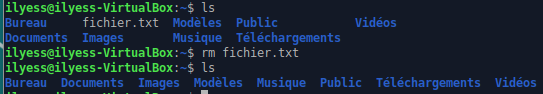 ilyess@ilyess-VirtualBox:~$ ls
Bureau     fichier.txt  Modèles  Public           Vidéos
Documents  Images       Musique  Téléchargements
ilyess@ilyess-VirtualBox:~$ rm fichier.txt
ilyess@ilyess-VirtualBox:~$ ls
Bureau  Documents  Images  Modèles  Musique  Public  Téléchargements  Vidéos